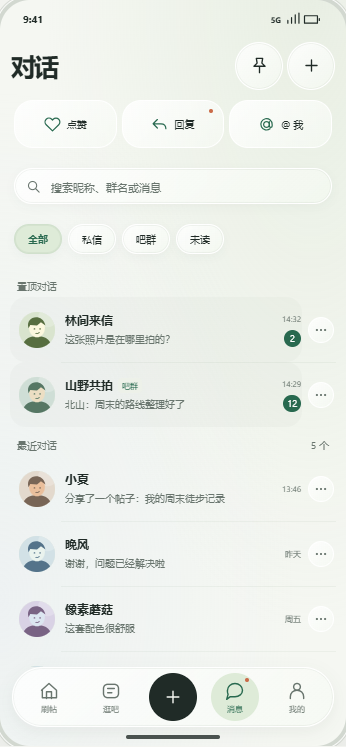 9:41
5G
对话
点赞
回复
@ 我
搜索昵称、群名或消息
全部
私信
吧群
未读
置顶对话
林间来信
14:32
这张照片是在哪里拍的？
2
山野共拍 吧群
14:29
北山：周末的路线整理好了
12
最近对话
5 个
小夏
13:46
分享了一个帖子：我的周末徒步记录
晚风
昨天
谢谢，问题已经解决啦
像素蘑菇
周五
这套配色很舒服
刷帖
逛吧
消息
我的